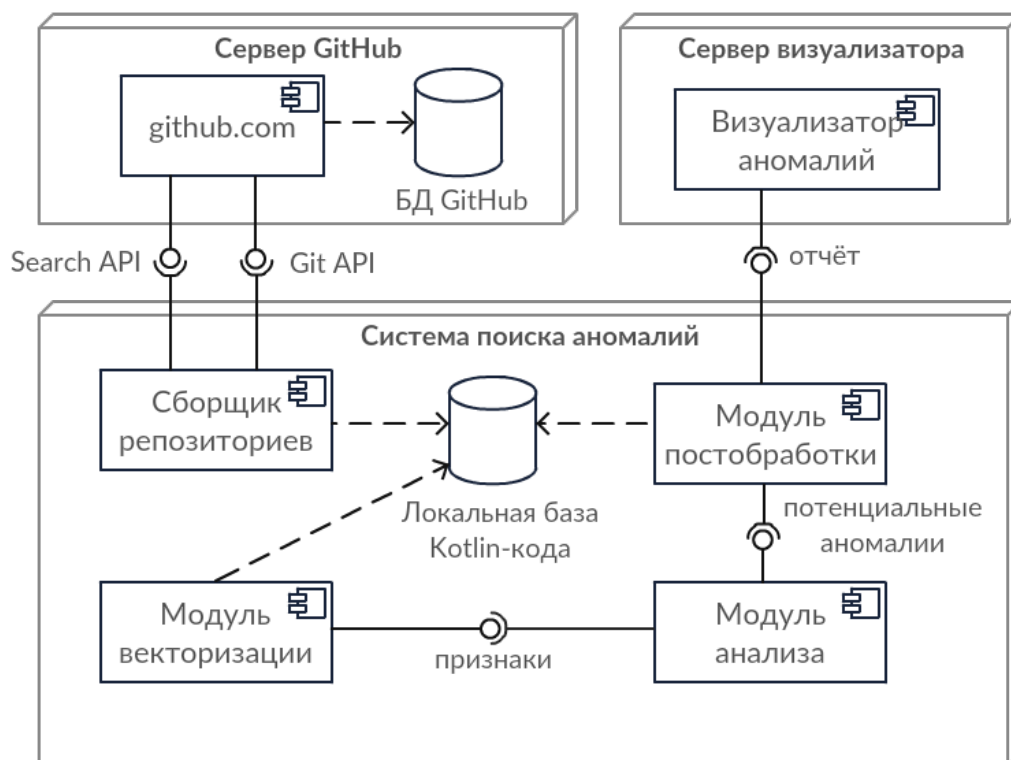 Сервер GitHub
github.com
БД GitHub
Сервер визуализатора
Визуализатор
аномалий
Search API
Git API
отчёт
Система поиска аномалий
Сборщик
репозиториев
Локальная база
Kotlin-кода
Модуль
постобработки
потенциальные
аномалии
Модуль
векторизации
признаки
Модуль
анализа